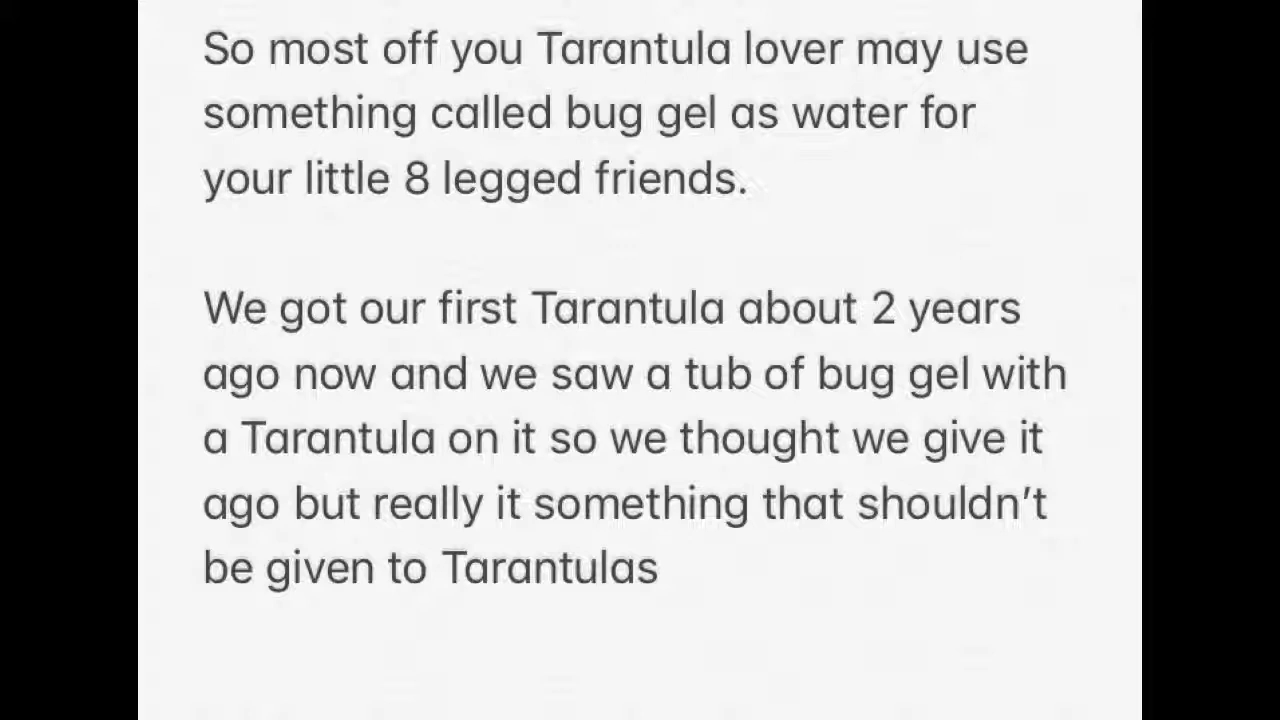 So most off you Tarantula lover may use
something called bug gel as water for
your little 8 legged friends.
We got our first Tarantula about 2 years
ago now and we saw a tub of bug gel with
a Tarantula on it so we thought we give it
ago but really it something that shouldn’t
be given to Tarantulas